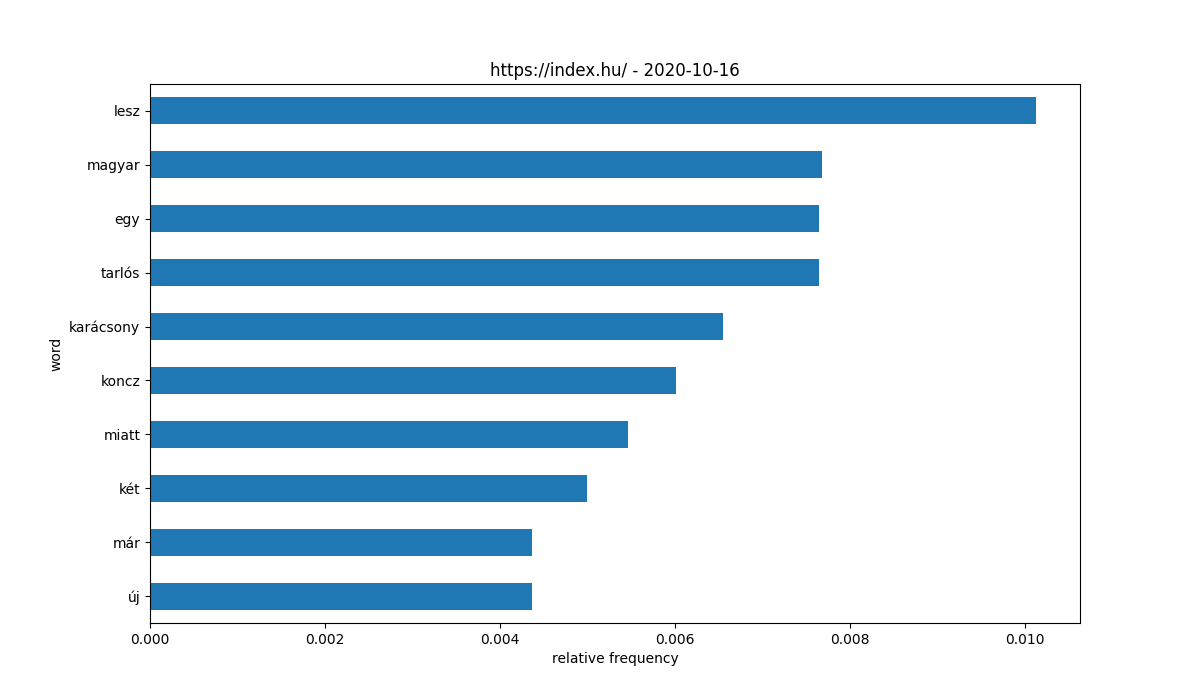 https://index.hu/ - 2020-10-16
lesz
magyar
egy
tarlós
karácsony
koncz
miatt
két
már
új
word
0.000 0.002 0.004 0.006 0.008 0.010
relative frequency